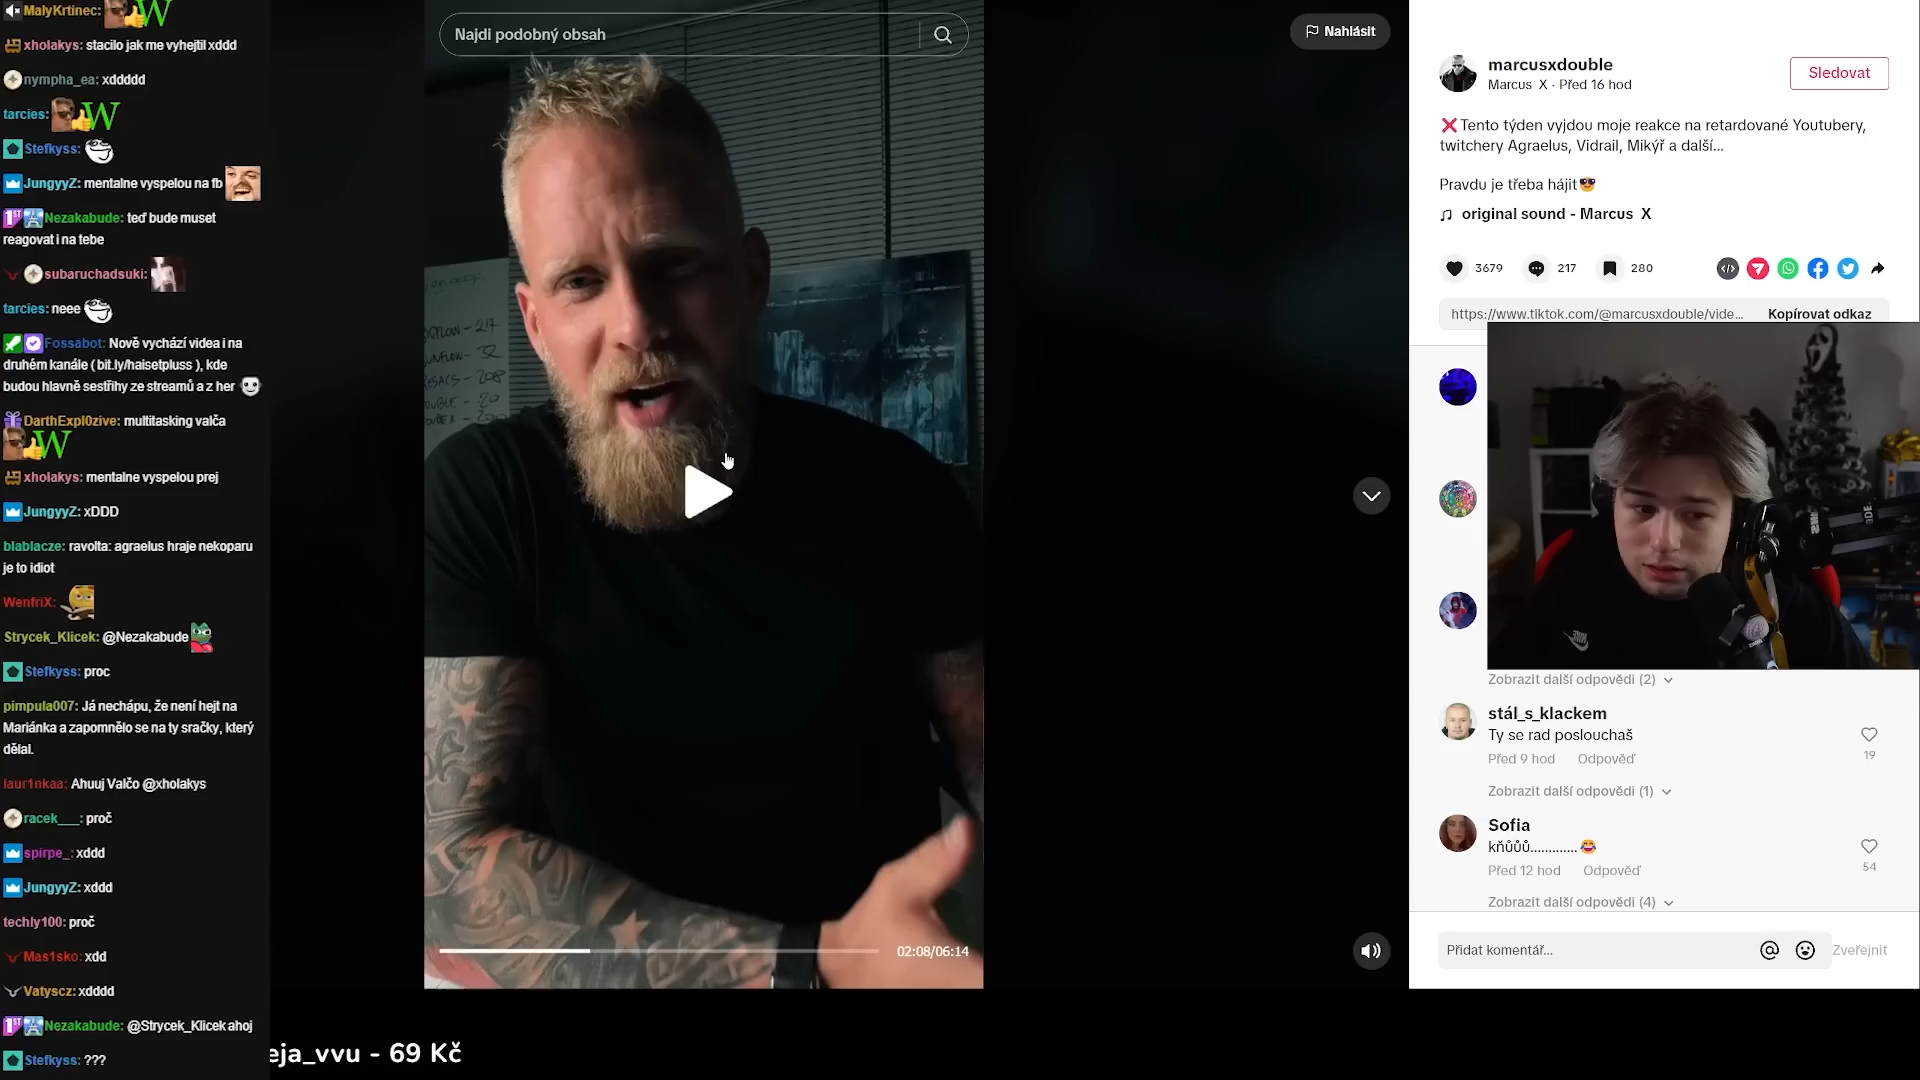 MalyKrtinec: W
xholakys: stacilo jak me vyhejtil xddd
nympha_ea: xddddd
tarcies: W
Stefkyss:
JungyyZ: mentalne vyspelou na fb
Nezakabude: teď bude muset
reagovat i na tebe
subaruchadsuki:
tarcies: neee
Fossabot: Nově vychází videa i na
druhém kanále ( bit.ly/haisetpluss ), kde
budou hlavně sestřihy ze streamů a z her
DarthExpl0zive: multitasking valča
W
xholakys: mentalne vyspelou prej
JungyyZ: xDDD
blablacze: ravolta: agraelus hraje nekoparu
je to idiot
WenfriX:
Strycek_Klicek: @Nezakabude
Stefkyss: proc
pimpula007: Já nechápu, že není hejt na
Mariánka a zapomnělo se na ty sračky, který
dělal.
laur1nkaa: Ahuuj Valčo @xholakys
racek___: proč
spirpe_: xddd
JungyyZ: xddd
techly100: proč
Mas1sko: xdd
Vatyscz: xdddd
Nezakabude: @Strycek_Klicek ahoj
Stefkyss: ???
Najdi podobný obsah
Nahlásit
02:08/06:14
eja_vvu - 69 Kč
marcusxdouble
Marcus X · Před 16 hod
Sledovat
❌Tento týden vyjdou moje reakce na retardované Youtubery,
twitchery Agraelus, Vidrail, Mikýř a další...
Pravdu je třeba hájit😎
original sound - Marcus X
3679 217 280
https://www.tiktok.com/@marcusxdouble/vide...
Kopírovat odkaz
Zobrazit další odpovědi (2)
stál_s_klackem
Ty se rad posloucháš
19
Před 9 hod Odpověď
Zobrazit další odpovědi (1)
Sofia
kňůůů.............😂
54
Před 12 hod Odpověď
Zobrazit další odpovědi (4)
Přidat komentář...
Zveřejnit